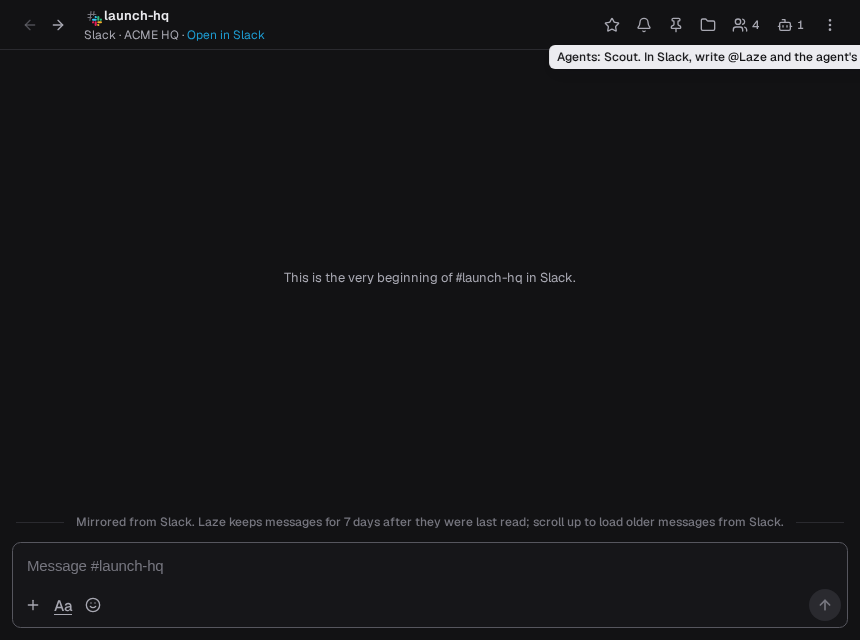 launch-hq
Slack · ACME HQ · Open in Slack
4
1
Agents: Scout. In Slack, write @Laze and the agent's
This is the very beginning of #launch-hq in Slack.
Mirrored from Slack. Laze keeps messages for 7 days after they were last read; scroll up to load older messages from Slack.
Message #launch-hq
Aa